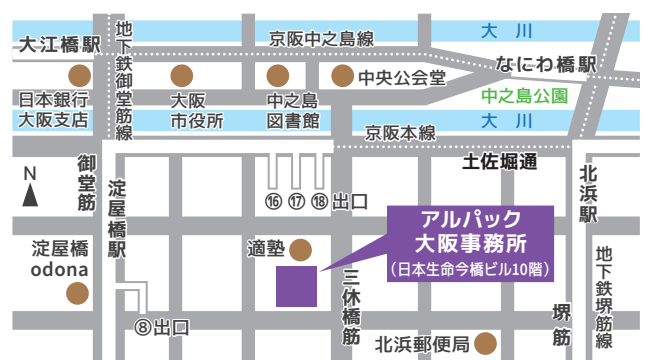 大川
京阪中之島線
大江橋駅
地下鉄御堂筋線
なにわ橋駅
中央公会堂
日本銀行
大阪支店
大阪
市役所
中之島
図書館
中之島公園
大川
京阪本線
土佐堀通
N
御堂筋
淀屋橋駅
⑯ ⑰ ⑱出口
北浜駅
アルパック
大阪事務所
(日本生命今橋ビル10階)
淀屋橋
odona
適塾
三休橋筋
地下鉄堺筋線
堺筋
⑧出口
北浜郵便局